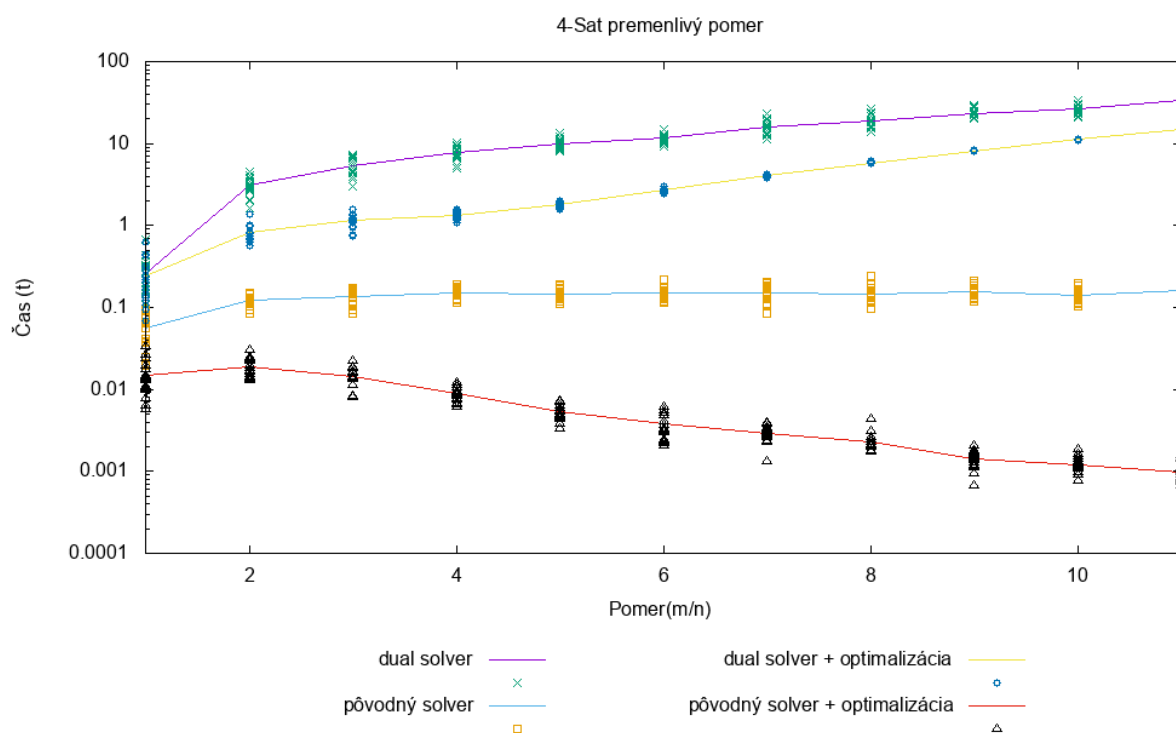 4-Sat premenlivý pomer
100
10
1
0.1
0.01
0.001
0.0001
Čas (t)
2
4
6
8
10
Pomer(m/n)
dual solver
dual solver + optimalizácia
pôvodný solver
pôvodný solver + optimalizácia